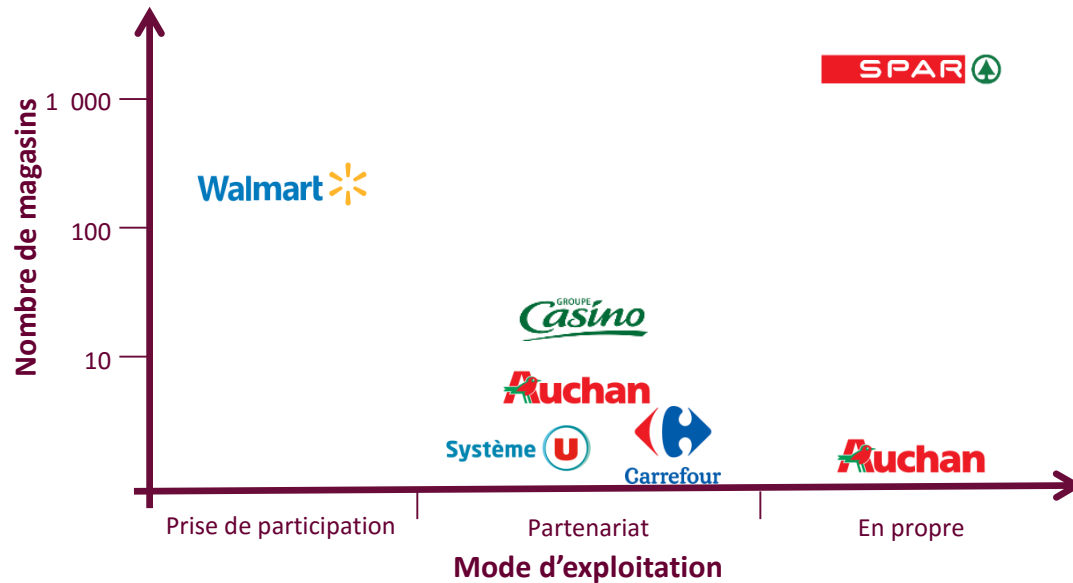 Nombre de magasins
1 000
100
10
SPAR
Walmart
GROUPE
Casino
Auchan
Système U
Carrefour
Auchan
Prise de participation
Partenariat
En propre
Mode d’exploitation